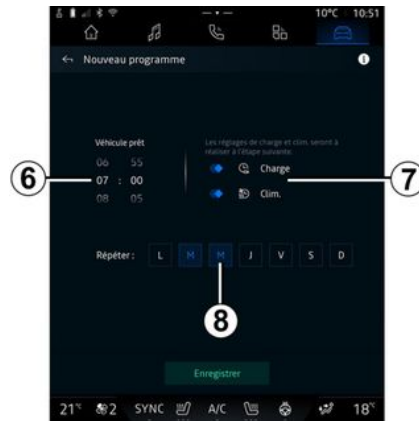 10°C 10:51
Nouveau programme
Véhicule prêt
Les réglages de charge et clim. seront à
réaliser à l'étape suivante.
06 55
07 : 00
08 05
Charge
Clim.
6
7
Répéter : L M M J V S D
8
Enregistrer
21°C 2 SYNC A/C 18°C